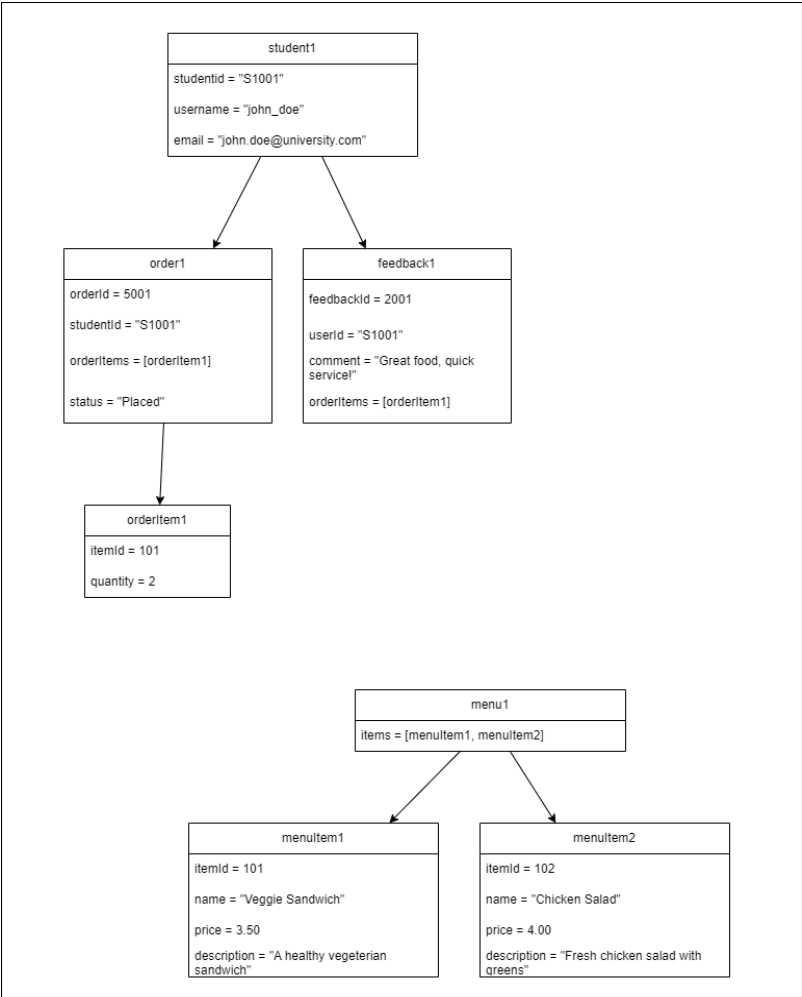 student1
studentid = "S1001"
username = "john_doe"
email = "john.doe@university.com"
order1
orderId = 5001
studentId = "S1001"
orderItems = [orderItem1]
status = "Placed"
feedback1
feedbackId = 2001
userId = "S1001"
comment = "Great food, quick
service!"
orderItems = [orderItem1]
orderItem1
itemId = 101
quantity = 2
menu1
items = [menuItem1, menuItem2]
menuItem1
itemId = 101
name = "Veggie Sandwich"
price = 3.50
description = "A healthy vegeterian
sandwich"
menuItem2
itemId = 102
name = "Chicken Salad"
price = 4.00
description = "Fresh chicken salad with
greens"